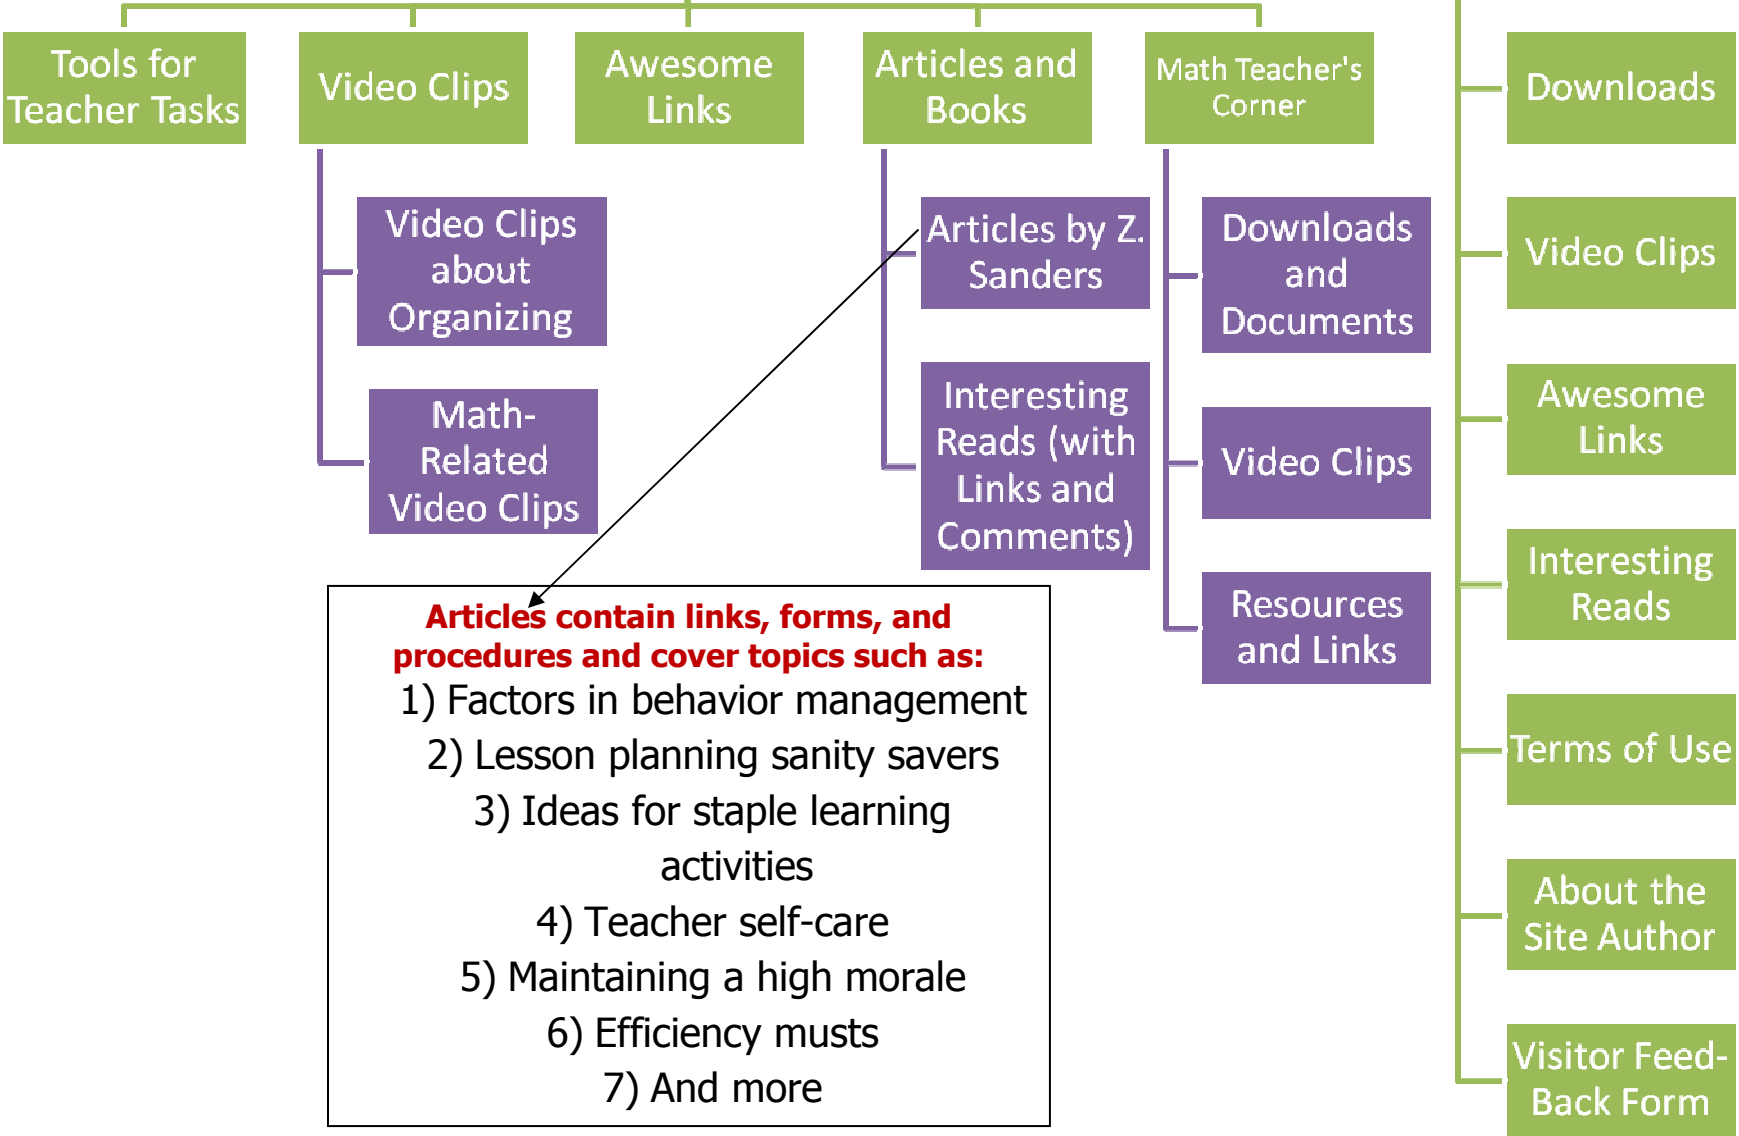 Tools for
Teacher Tasks
Video Clips
Awesome
Links
Articles and
Books
Math Teacher's
Corner
Video Clips
about
Organizing
Math-
Related
Video Clips
Articles by Z.
Sanders
Interesting
Reads (with
Links and
Comments)
Downloads
and
Documents
Video Clips
Resources
and Links
Articles contain links, forms, and
procedures and cover topics such as:
1) Factors in behavior management
2) Lesson planning sanity savers
3) Ideas for staple learning
activities
4) Teacher self-care
5) Maintaining a high morale
6) Efficiency musts
7) And more
Downloads
Video Clips
Awesome
Links
Interesting
Reads
Terms of Use
About the
Site Author
Visitor Feed-
Back Form